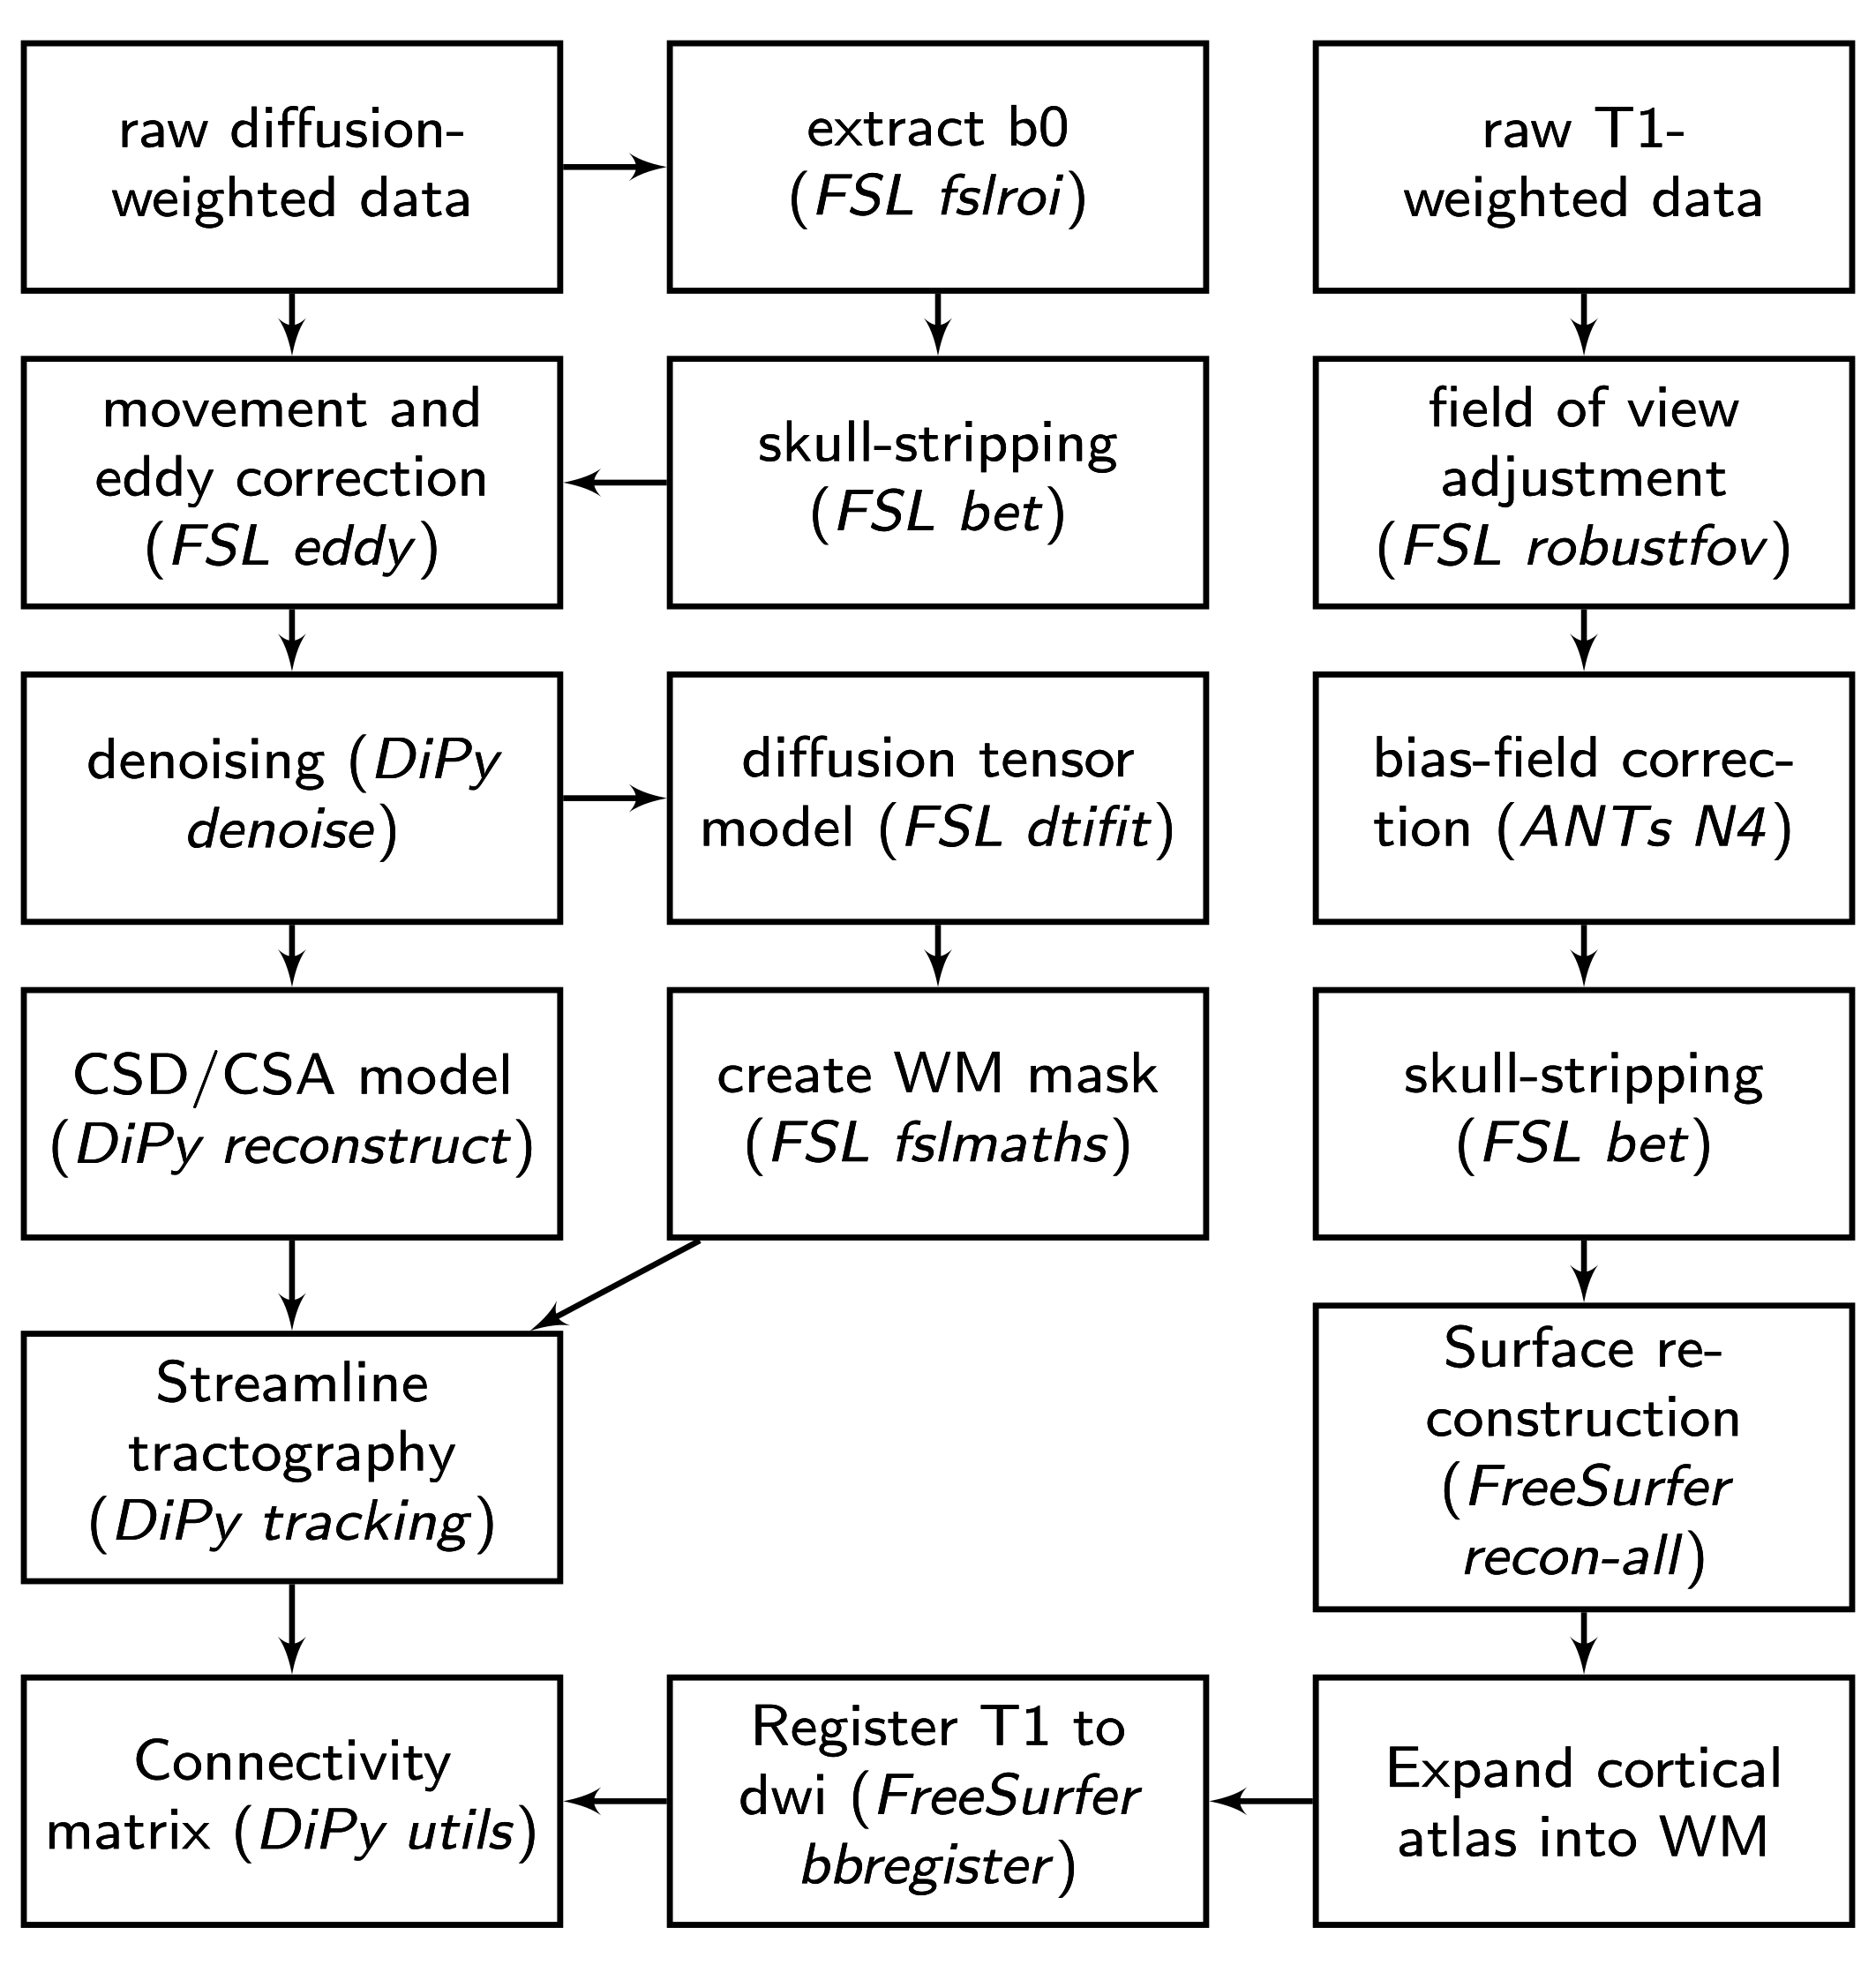 raw diffusion-
weighted data
extract b0
(FSL fslroi)
raw T1-
weighted data
movement and
eddy correction
(FSL eddy)
skull-stripping
(FSL bet)
field of view
adjustment
(FSL robustfov)
denoising (DiPy
denoise)
diffusion tensor
model (FSL dtifit)
bias-field correc-
tion (ANTs N4)
CSD/CSA model
(DiPy reconstruct)
create WM mask
(FSL fslmaths)
skull-stripping
(FSL bet)
Streamline
tractography
(DiPy tracking)
Surface re-
construction
(FreeSurfer
recon-all)
Connectivity
matrix (DiPy utils)
Register T1 to
dwi (FreeSurfer
bbregister)
Expand cortical
atlas into WM